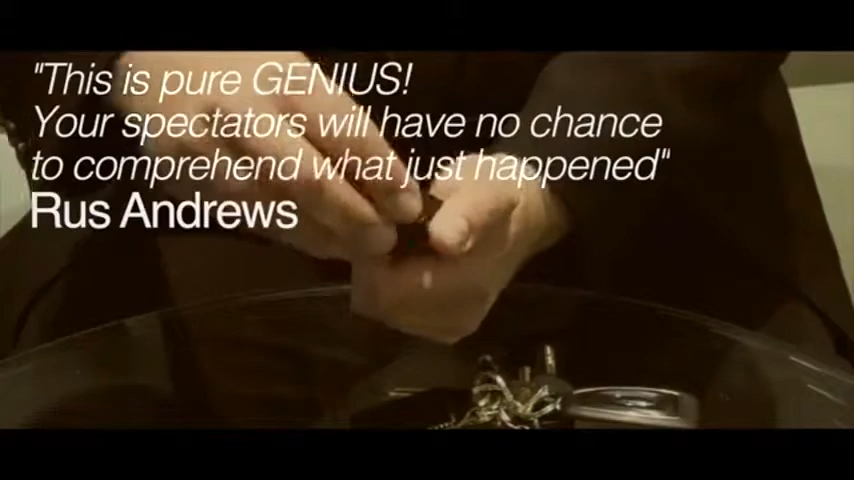 "This is pure GENIUS!
Your spectators will have no chance
to comprehend what just happened"
Rus Andrews